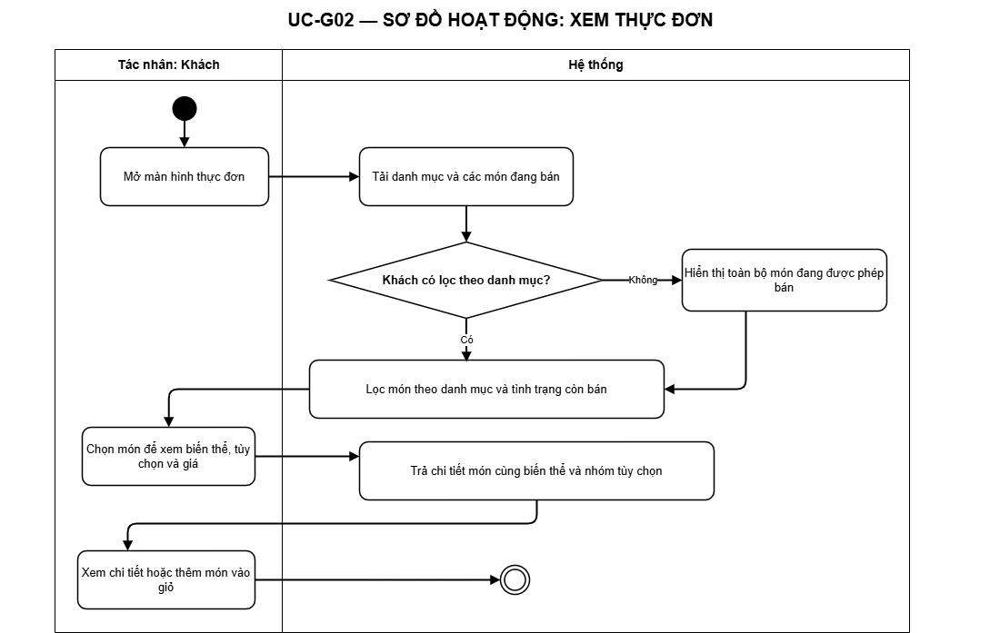 UC-G02 — SƠ ĐỒ HOẠT ĐỘNG: XEM THỰC ĐƠN
Tác nhân: Khách
Hệ thống
Mở màn hình thực đơn
Tải danh mục và các món đang bán
Khách có lọc theo danh mục?
Không
Hiển thị toàn bộ món đang được phép
bán
Có
Lọc món theo danh mục và tình trạng còn bán
Chọn món để xem biến thể, tùy
chọn và giá
Trả chi tiết món cùng biến thể và nhóm tùy chọn
Xem chi tiết hoặc thêm món vào
giỏ